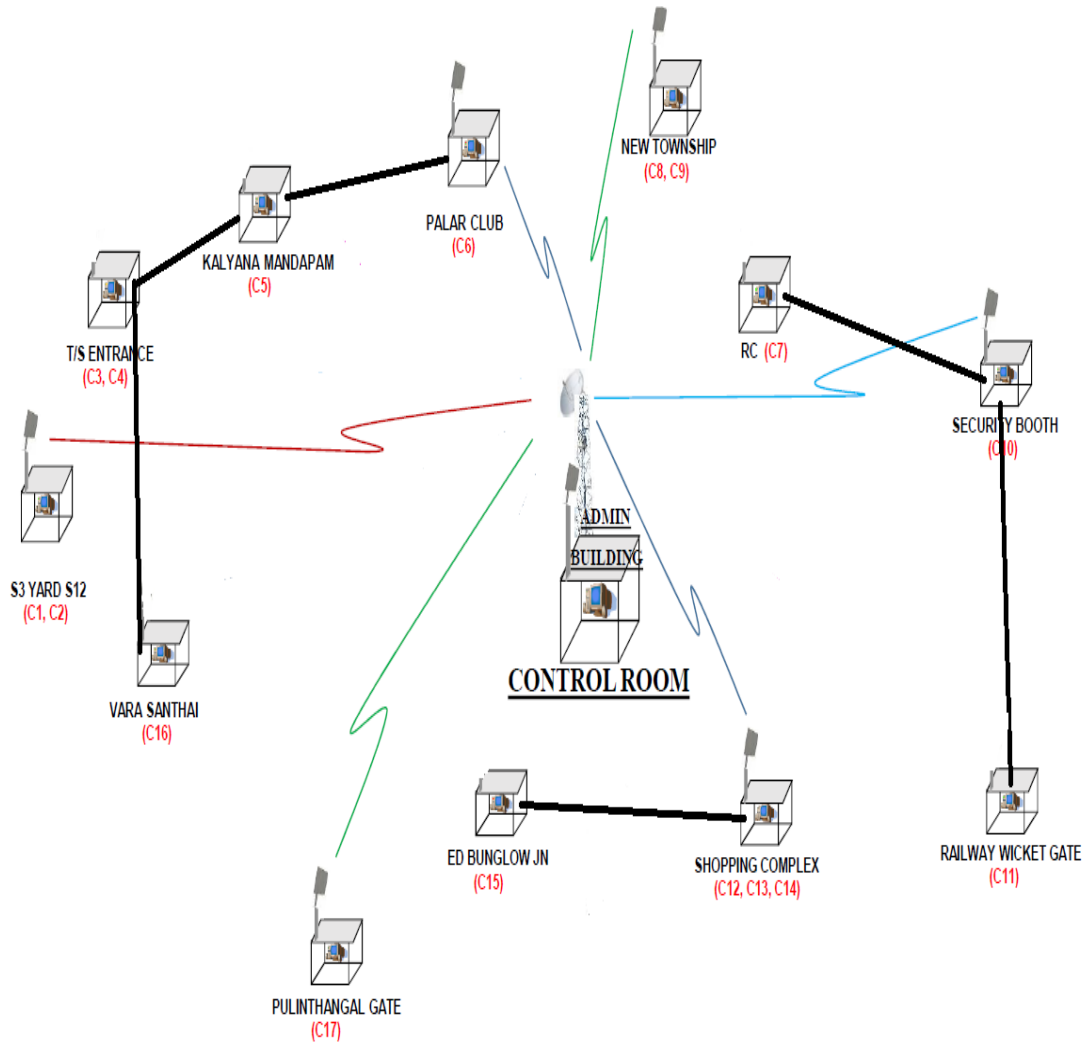 NEW TOWNSHIP
(C8, C9)
PALAR CLUB
(C6)
KALYANA MANDAPAM
(C5)
T/S ENTRANCE
(C3, C4)
RC (C7)
SECURITY BOOTH
(C10)
S3 YARD S12
(C1, C2)
ADMIN
BUILDING
CONTROL ROOM
VARA SANTHAI
(C16)
ED BUNGLOW JN
(C15)
SHOPPING COMPLEX
(C12, C13, C14)
RAILWAY WICKET GATE
(C11)
PULINTHANGAL GATE
(C17)